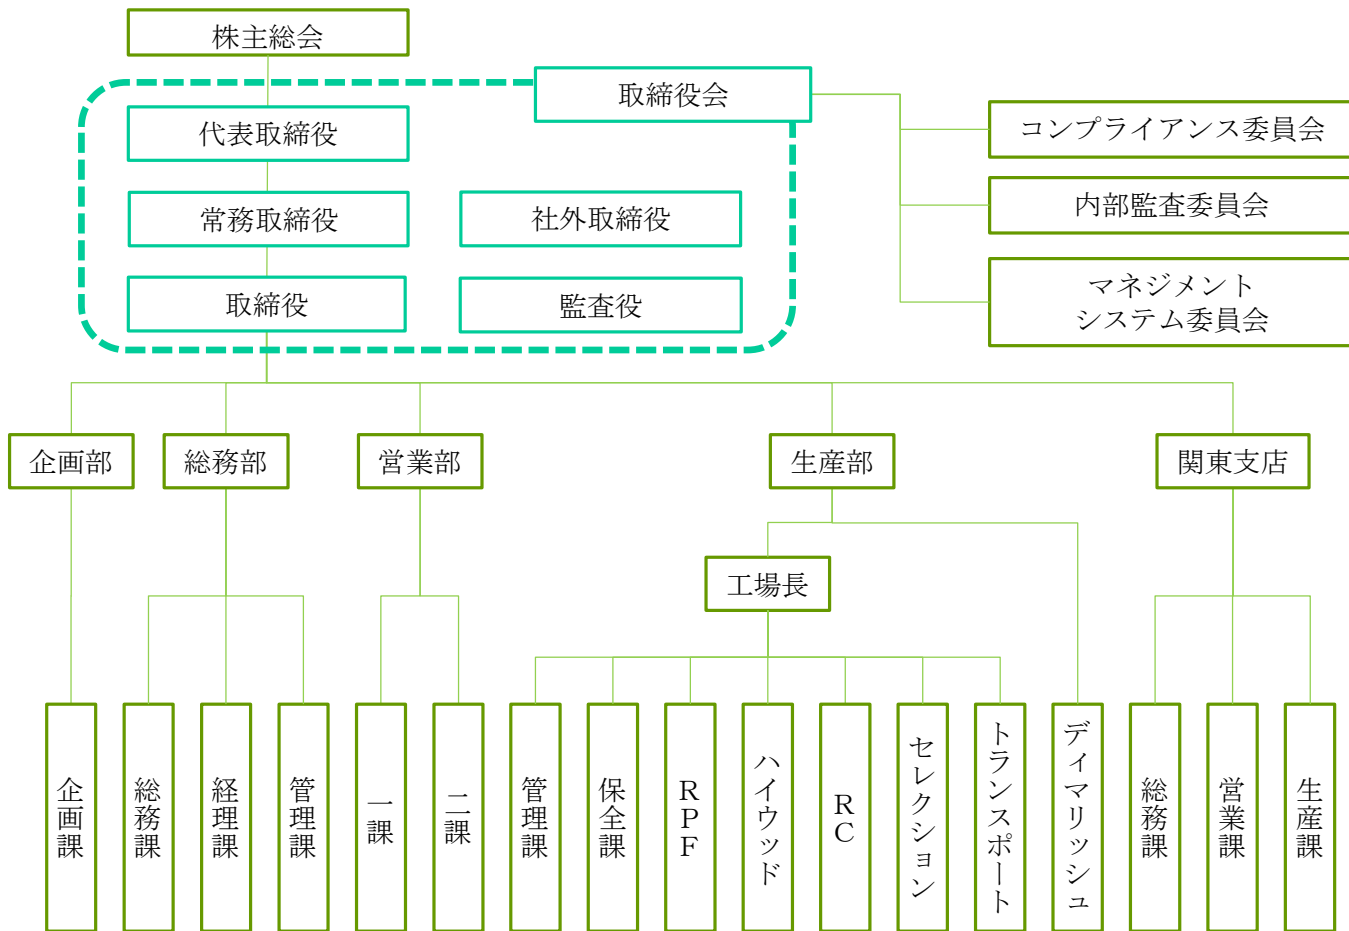 株主総会
取締役会
代表取締役
常務取締役
社外取締役
取締役
監査役
コンプライアンス委員会
内部監査委員会
マネジメント
システム委員会
企画部
総務部
営業部
生産部
関東支店
工場長
企画課
総務課
経理課
管理課
一課
二課
管理課
保全課
RPF
ハイウッド
RC
セレクション
トランスポート
ディマリッシュ
総務課
営業課
生産課